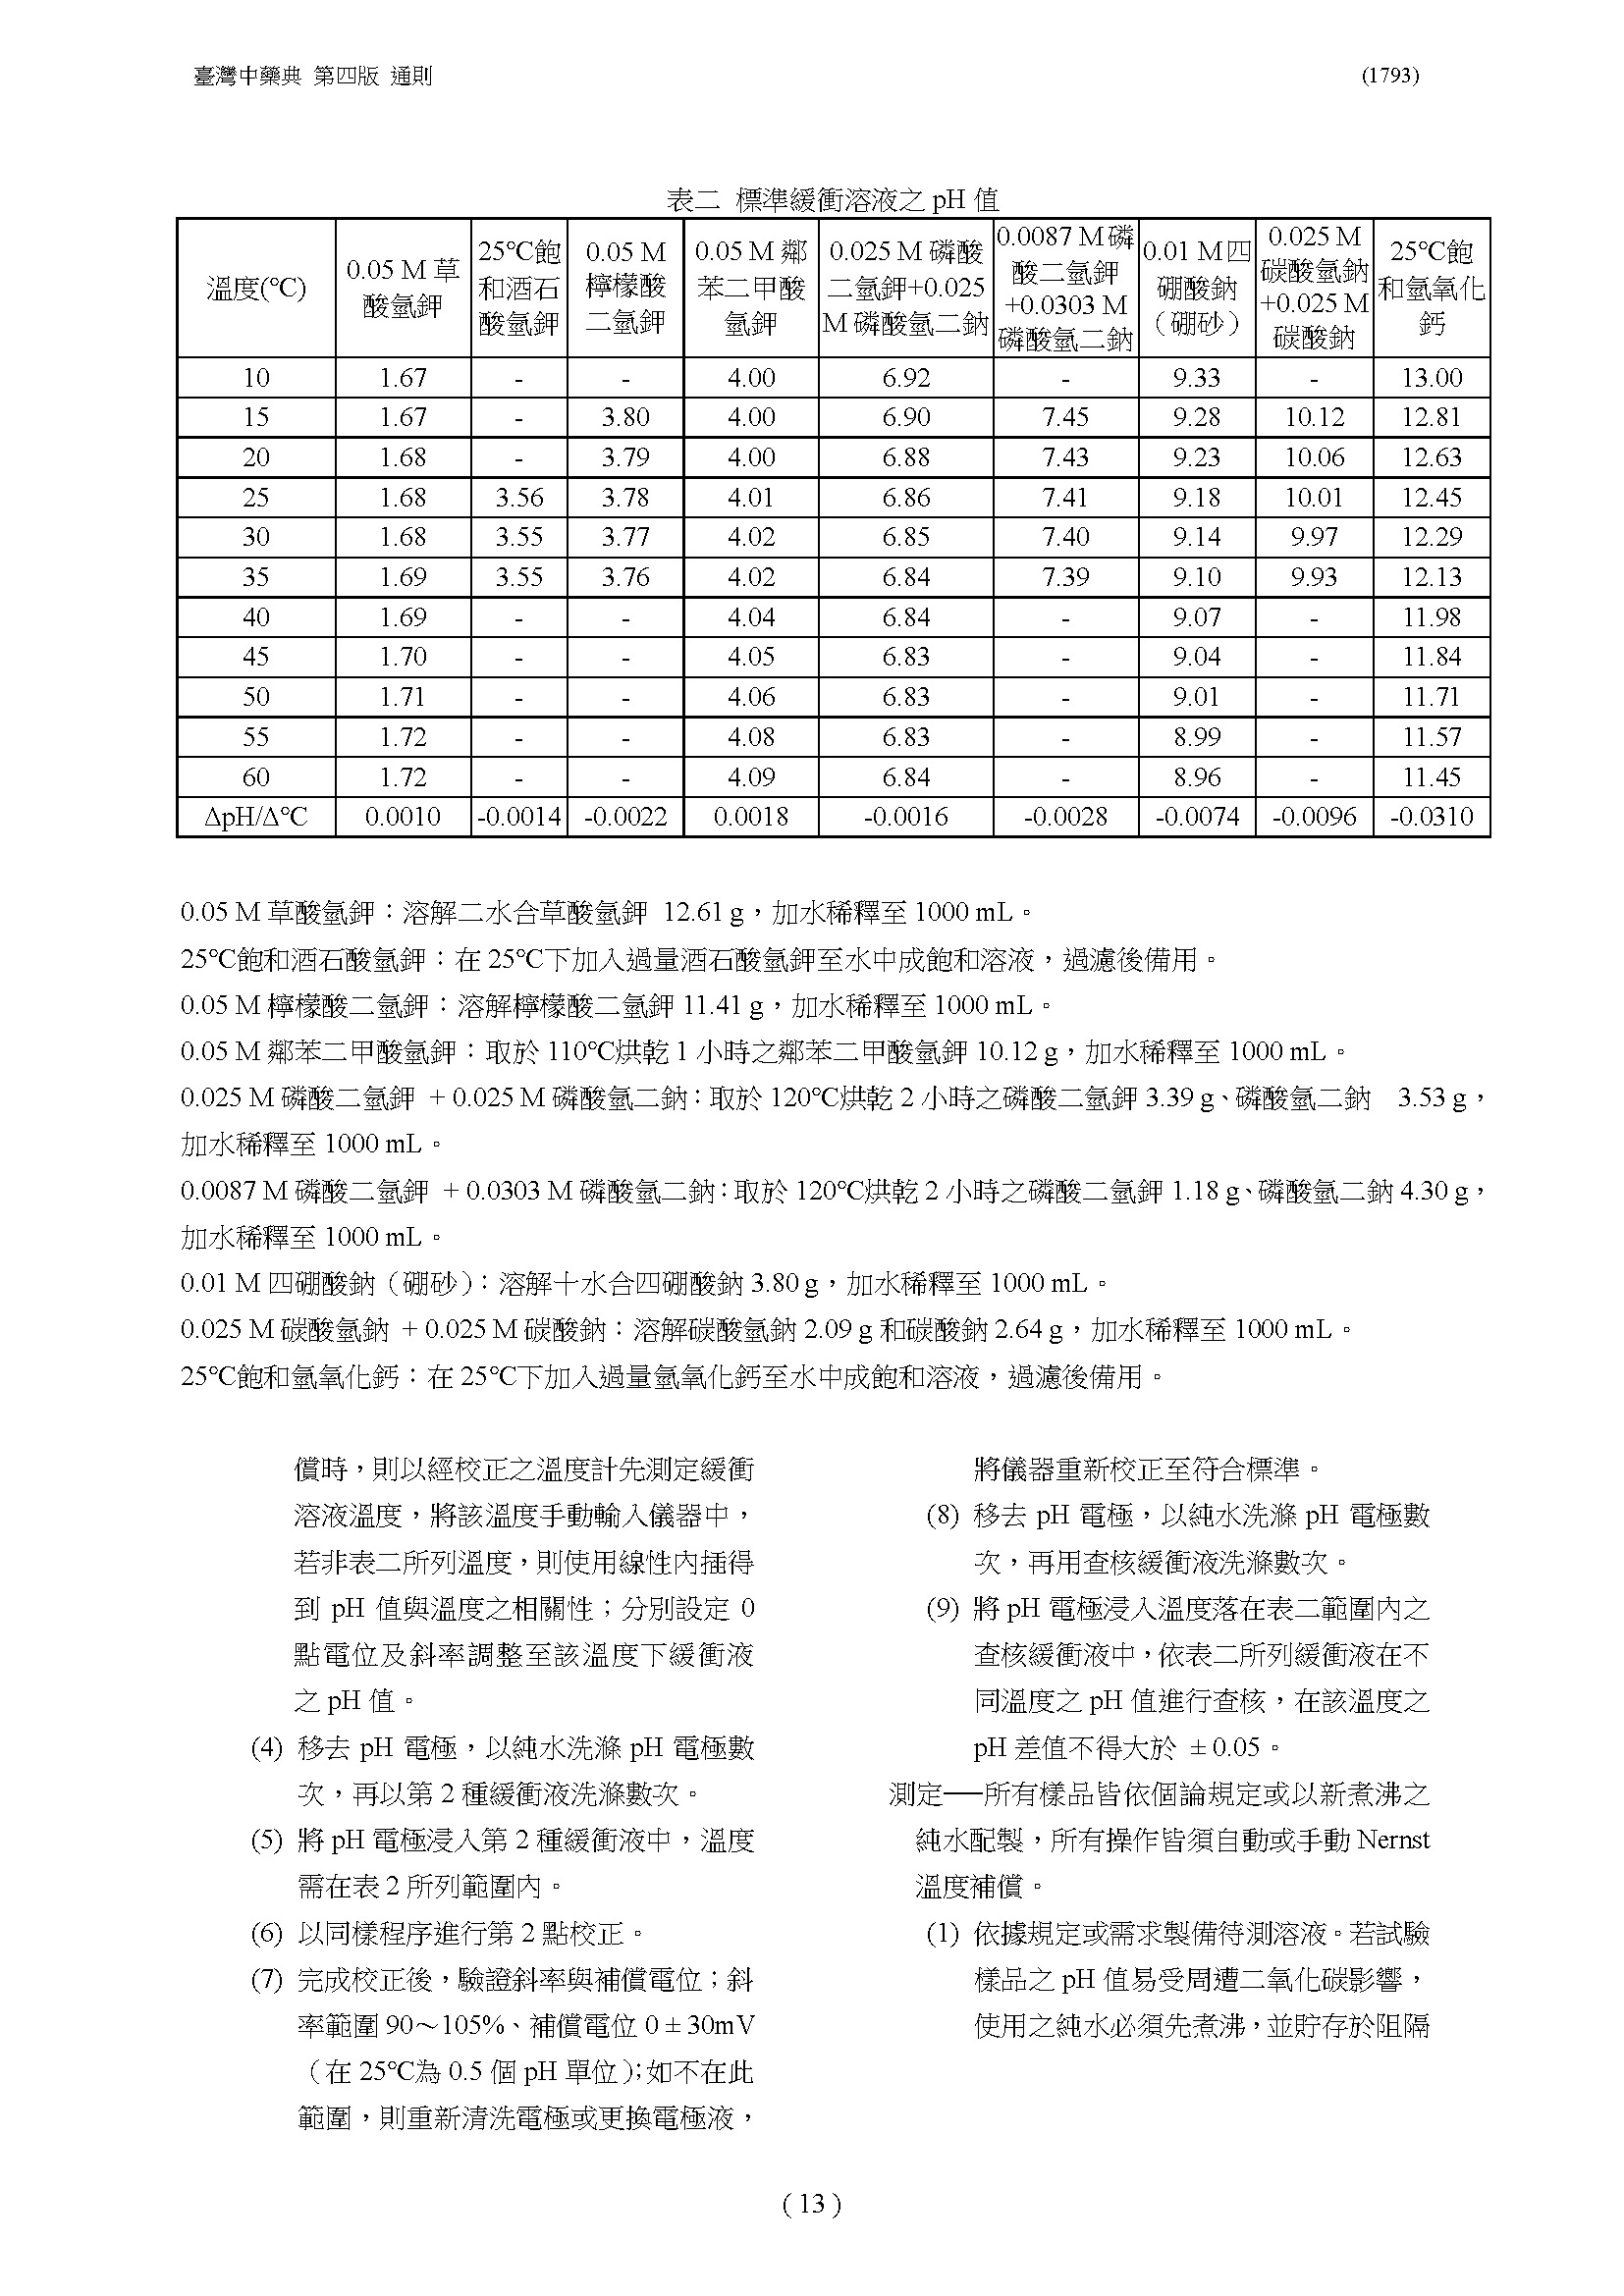 臺灣中藥典 第四版 通則 (1793)
表二 標準緩衝溶液之 pH 值
溫度(℃) 0.05 M 草酸氫鉀 25℃飽和酒石酸氫鉀 0.05 M 檸檬酸二氫鉀 0.05 M 鄰苯二甲酸氫鉀 0.025 M 磷酸二氫鉀+0.025 M 磷酸氫二鈉 0.0087 M 磷酸二氫鉀+0.0303 M 磷酸氫二鈉 0.01 M 四硼酸鈉（硼砂） 0.025 M 碳酸氫鈉+0.025 M 碳酸鈉 25℃飽和氫氧化鈣
10 1.67 - - 4.00 6.92 - 9.33 - 13.00
15 1.67 - 3.80 4.00 6.90 7.45 9.28 10.12 12.81
20 1.68 - 3.79 4.00 6.88 7.43 9.23 10.06 12.63
25 1.68 3.56 3.78 4.01 6.86 7.41 9.18 10.01 12.45
30 1.68 3.55 3.77 4.02 6.85 7.40 9.14 9.97 12.29
35 1.69 3.55 3.76 4.02 6.84 7.39 9.10 9.93 12.13
40 1.69 - - 4.04 6.84 - 9.07 - 11.98
45 1.70 - - 4.05 6.83 - 9.04 - 11.84
50 1.71 - - 4.06 6.83 - 9.01 - 11.71
55 1.72 - - 4.08 6.83 - 8.99 - 11.57
60 1.72 - - 4.09 6.84 - 8.96 - 11.45
ΔpH/Δ℃ 0.0010 -0.0014 -0.0022 0.0018 -0.0016 -0.0028 -0.0074 -0.0096 -0.0310
0.05 M 草酸氫鉀：溶解二水合草酸氫鉀 12.61 g，加水稀釋至 1000 mL。
25℃飽和酒石酸氫鉀：在 25℃下加入過量酒石酸氫鉀至水中成飽和溶液，過濾後備用。
0.05 M 檸檬酸二氫鉀：溶解檸檬酸二氫鉀 11.41 g，加水稀釋至 1000 mL。
0.05 M 鄰苯二甲酸氫鉀：取於 110℃烘乾 1 小時之鄰苯二甲酸氫鉀 10.12 g，加水稀釋至 1000 mL。
0.025 M 磷酸二氫鉀 + 0.025 M 磷酸氫二鈉：取於 120℃烘乾 2 小時之磷酸二氫鉀 3.39 g、磷酸氫二鈉 3.53 g，
加水稀釋至 1000 mL。
0.0087 M 磷酸二氫鉀 + 0.0303 M 磷酸氫二鈉：取於 120℃烘乾 2 小時之磷酸二氫鉀 1.18 g、磷酸氫二鈉 4.30 g，
加水稀釋至 1000 mL。
0.01 M 四硼酸鈉（硼砂）：溶解十水合四硼酸鈉 3.80 g，加水稀釋至 1000 mL。
0.025 M 碳酸氫鈉 + 0.025 M 碳酸鈉：溶解碳酸氫鈉 2.09 g 和碳酸鈉 2.64 g，加水稀釋至 1000 mL。
25℃飽和氫氧化鈣：在 25℃下加入過量氫氧化鈣至水中成飽和溶液，過濾後備用。
償時，則以經校正之溫度計先測定緩衝
溶液溫度，將該溫度手動輸入儀器中，
若非表二所列溫度，則使用線性內插得
到 pH 值與溫度之相關性；分別設定 0
點電位及斜率調整至該溫度下緩衝液
之 pH 值。
(4) 移去 pH 電極，以純水洗滌 pH 電極數
次，再以第 2 種緩衝液洗滌數次。
(5) 將 pH 電極浸入第 2 種緩衝液中，溫度
需在表 2 所列範圍內。
(6) 以同樣程序進行第 2 點校正。
(7) 完成校正後，驗證斜率與補償電位；斜
率範圍 90～105%、補償電位 0 ± 30mV
（在 25℃為 0.5 個 pH 單位）；如不在此
範圍，則重新清洗電極或更換電極液，
將儀器重新校正至符合標準。
(8) 移去 pH 電極，以純水洗滌 pH 電極數
次，再用查核緩衝液洗滌數次。
(9) 將 pH 電極浸入溫度落在表二範圍內之
查核緩衝液中，依表二所列緩衝液在不
同溫度之 pH 值進行查核，在該溫度之
pH 差值不得大於 ± 0.05。
測定──所有樣品皆依個論規定或以新煮沸之
純水配製，所有操作皆須自動或手動 Nernst
溫度補償。
(1) 依據規定或需求製備待測溶液。若試驗
樣品之 pH 值易受周遭二氧化碳影響，
使用之純水必須先煮沸，並貯存於阻隔
( 13 )